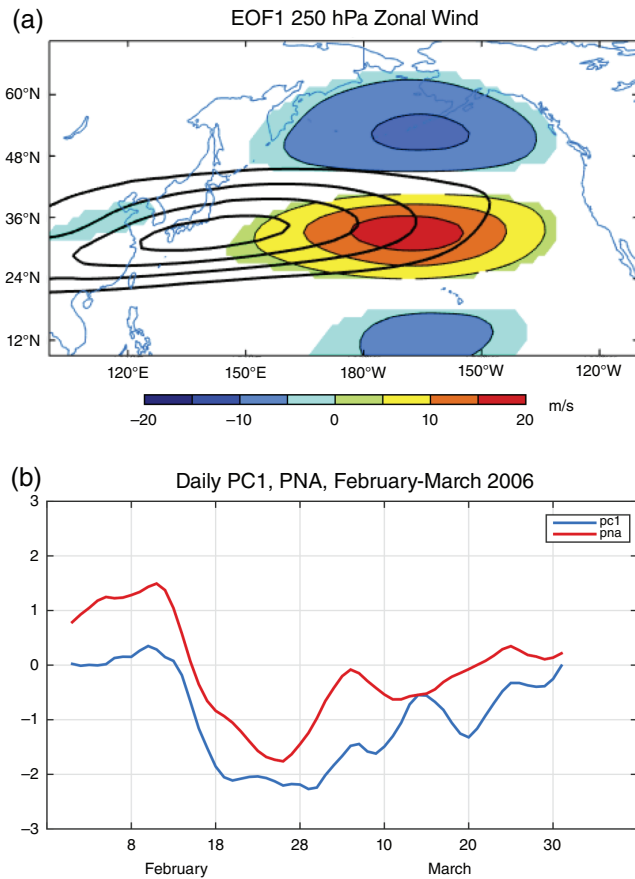 (a)
EOF1 250 hPa Zonal Wind
60°N
48°N
36°N
24°N
12°N
120°E 150°E 180°W 150°W 120°W
−20 −10 0 10 20 m/s
(b)
Daily PC1, PNA, February-March 2006
3
2
1
0
−1
−2
−3
pc1
pna
8 18 28 10 20 30
February March